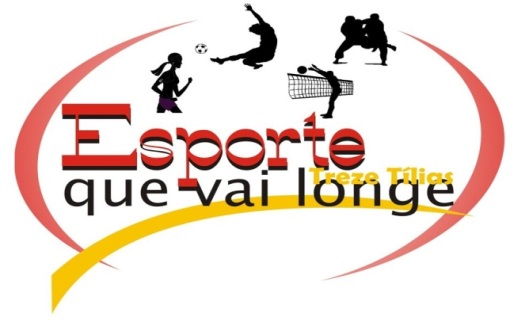 Esporte
Treze Tílias
que vai longe